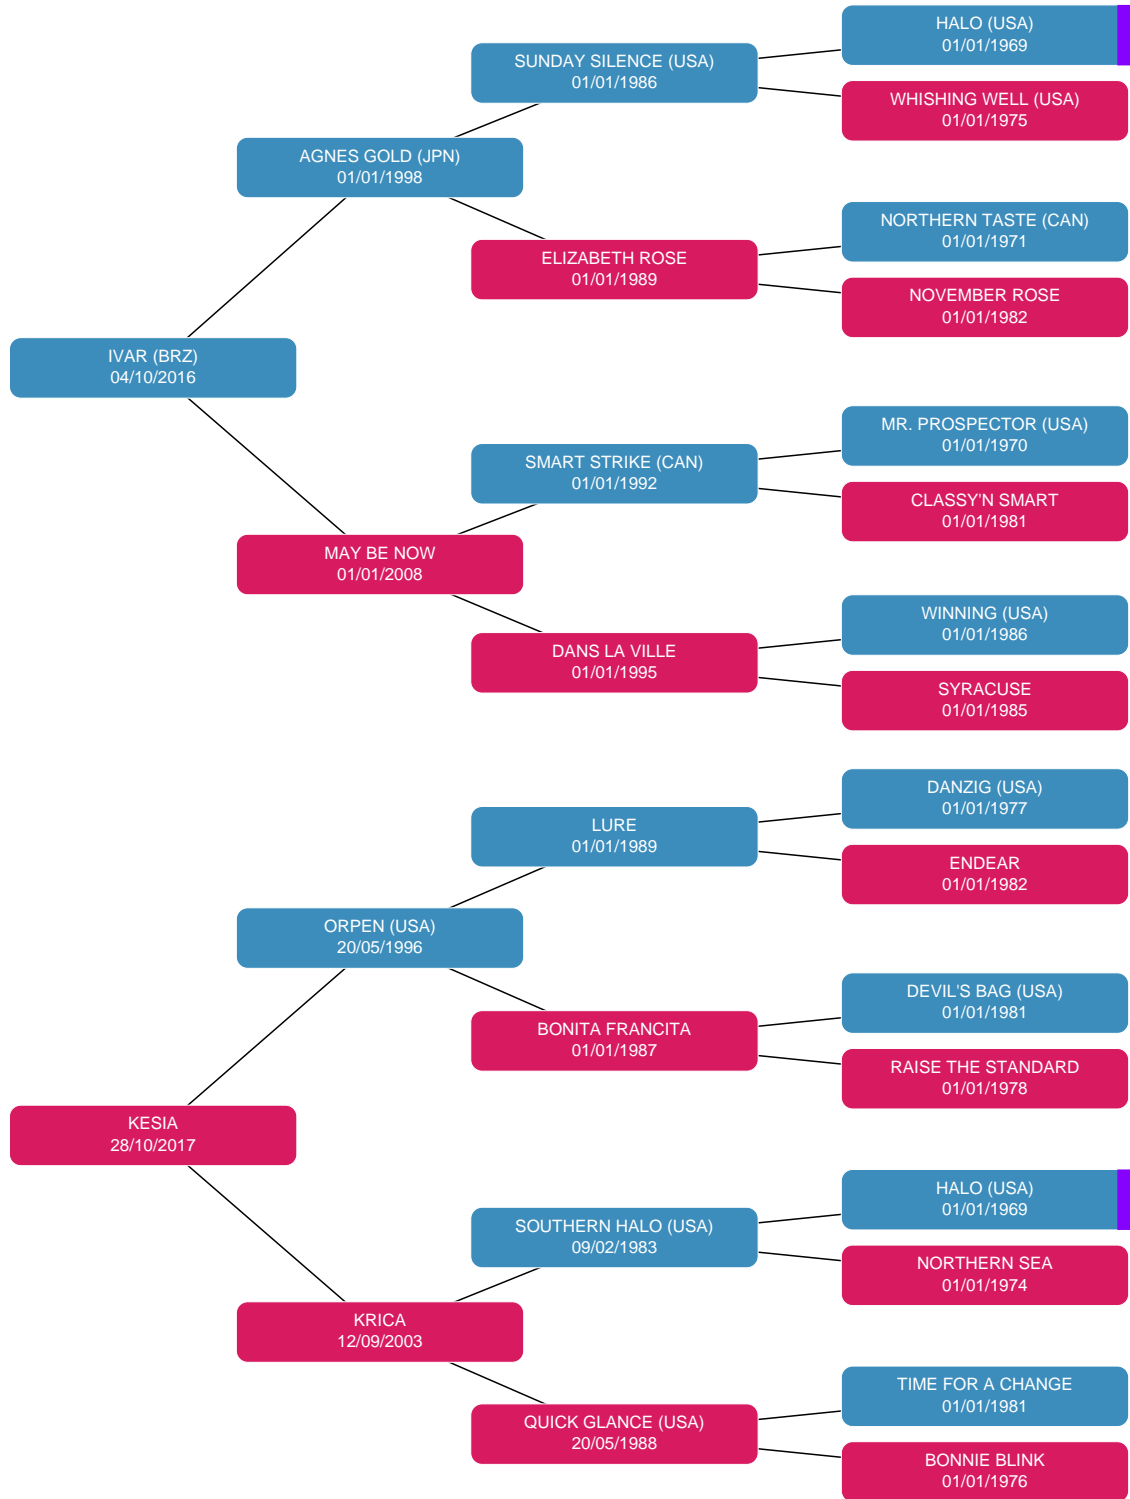 HALO (USA)
01/01/1969
SUNDAY SILENCE (USA)
01/01/1986
WHISHING WELL (USA)
01/01/1975
AGNES GOLD (JPN)
01/01/1998
NORTHERN TASTE (CAN)
01/01/1971
ELIZABETH ROSE
01/01/1989
NOVEMBER ROSE
01/01/1982
IVAR (BRZ)
04/10/2016
MR. PROSPECTOR (USA)
01/01/1970
SMART STRIKE (CAN)
01/01/1992
CLASSY'N SMART
01/01/1981
MAY BE NOW
01/01/2008
WINNING (USA)
01/01/1986
DANS LA VILLE
01/01/1995
SYRACUSE
01/01/1985
DANZIG (USA)
01/01/1977
LURE
01/01/1989
ENDEAR
01/01/1982
ORPEN (USA)
20/05/1996
DEVIL'S BAG (USA)
01/01/1981
BONITA FRANCITA
01/01/1987
RAISE THE STANDARD
01/01/1978
KESIA
28/10/2017
HALO (USA)
01/01/1969
SOUTHERN HALO (USA)
09/02/1983
NORTHERN SEA
01/01/1974
KRICA
12/09/2003
TIME FOR A CHANGE
01/01/1981
QUICK GLANCE (USA)
20/05/1988
BONNIE BLINK
01/01/1976